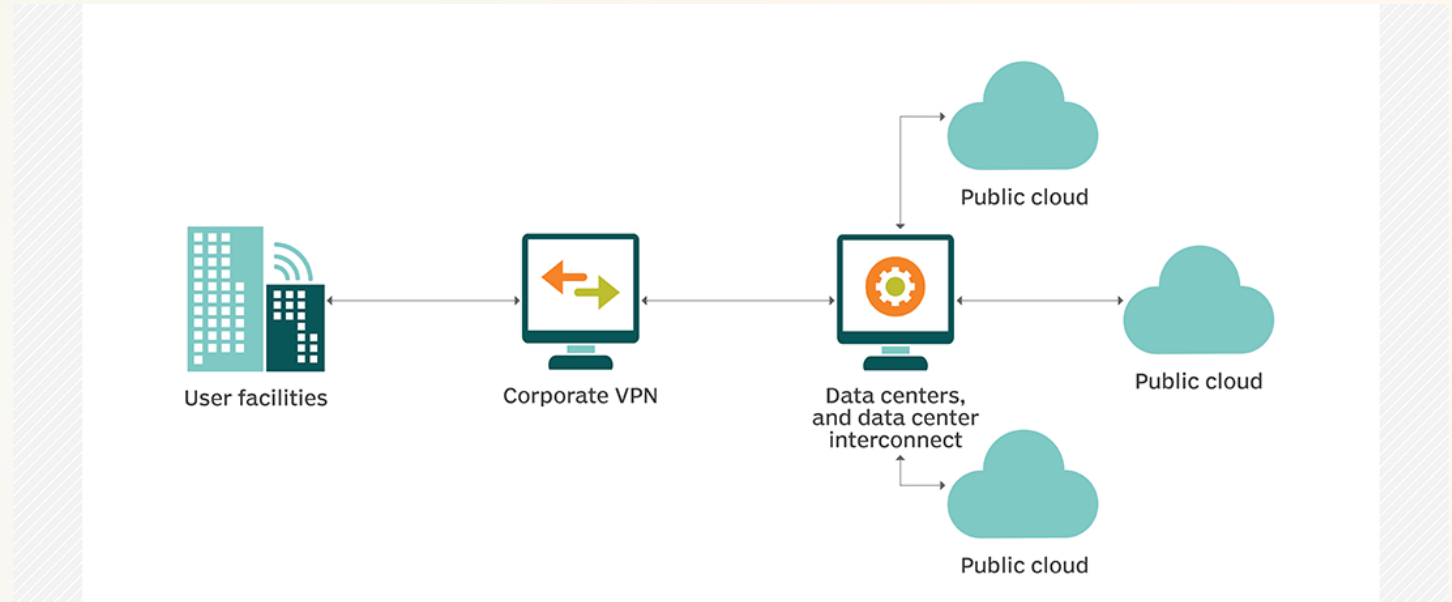 Public cloud
User facilities
Corporate VPN
Data centers,
and data center
interconnect
Public cloud
Public cloud